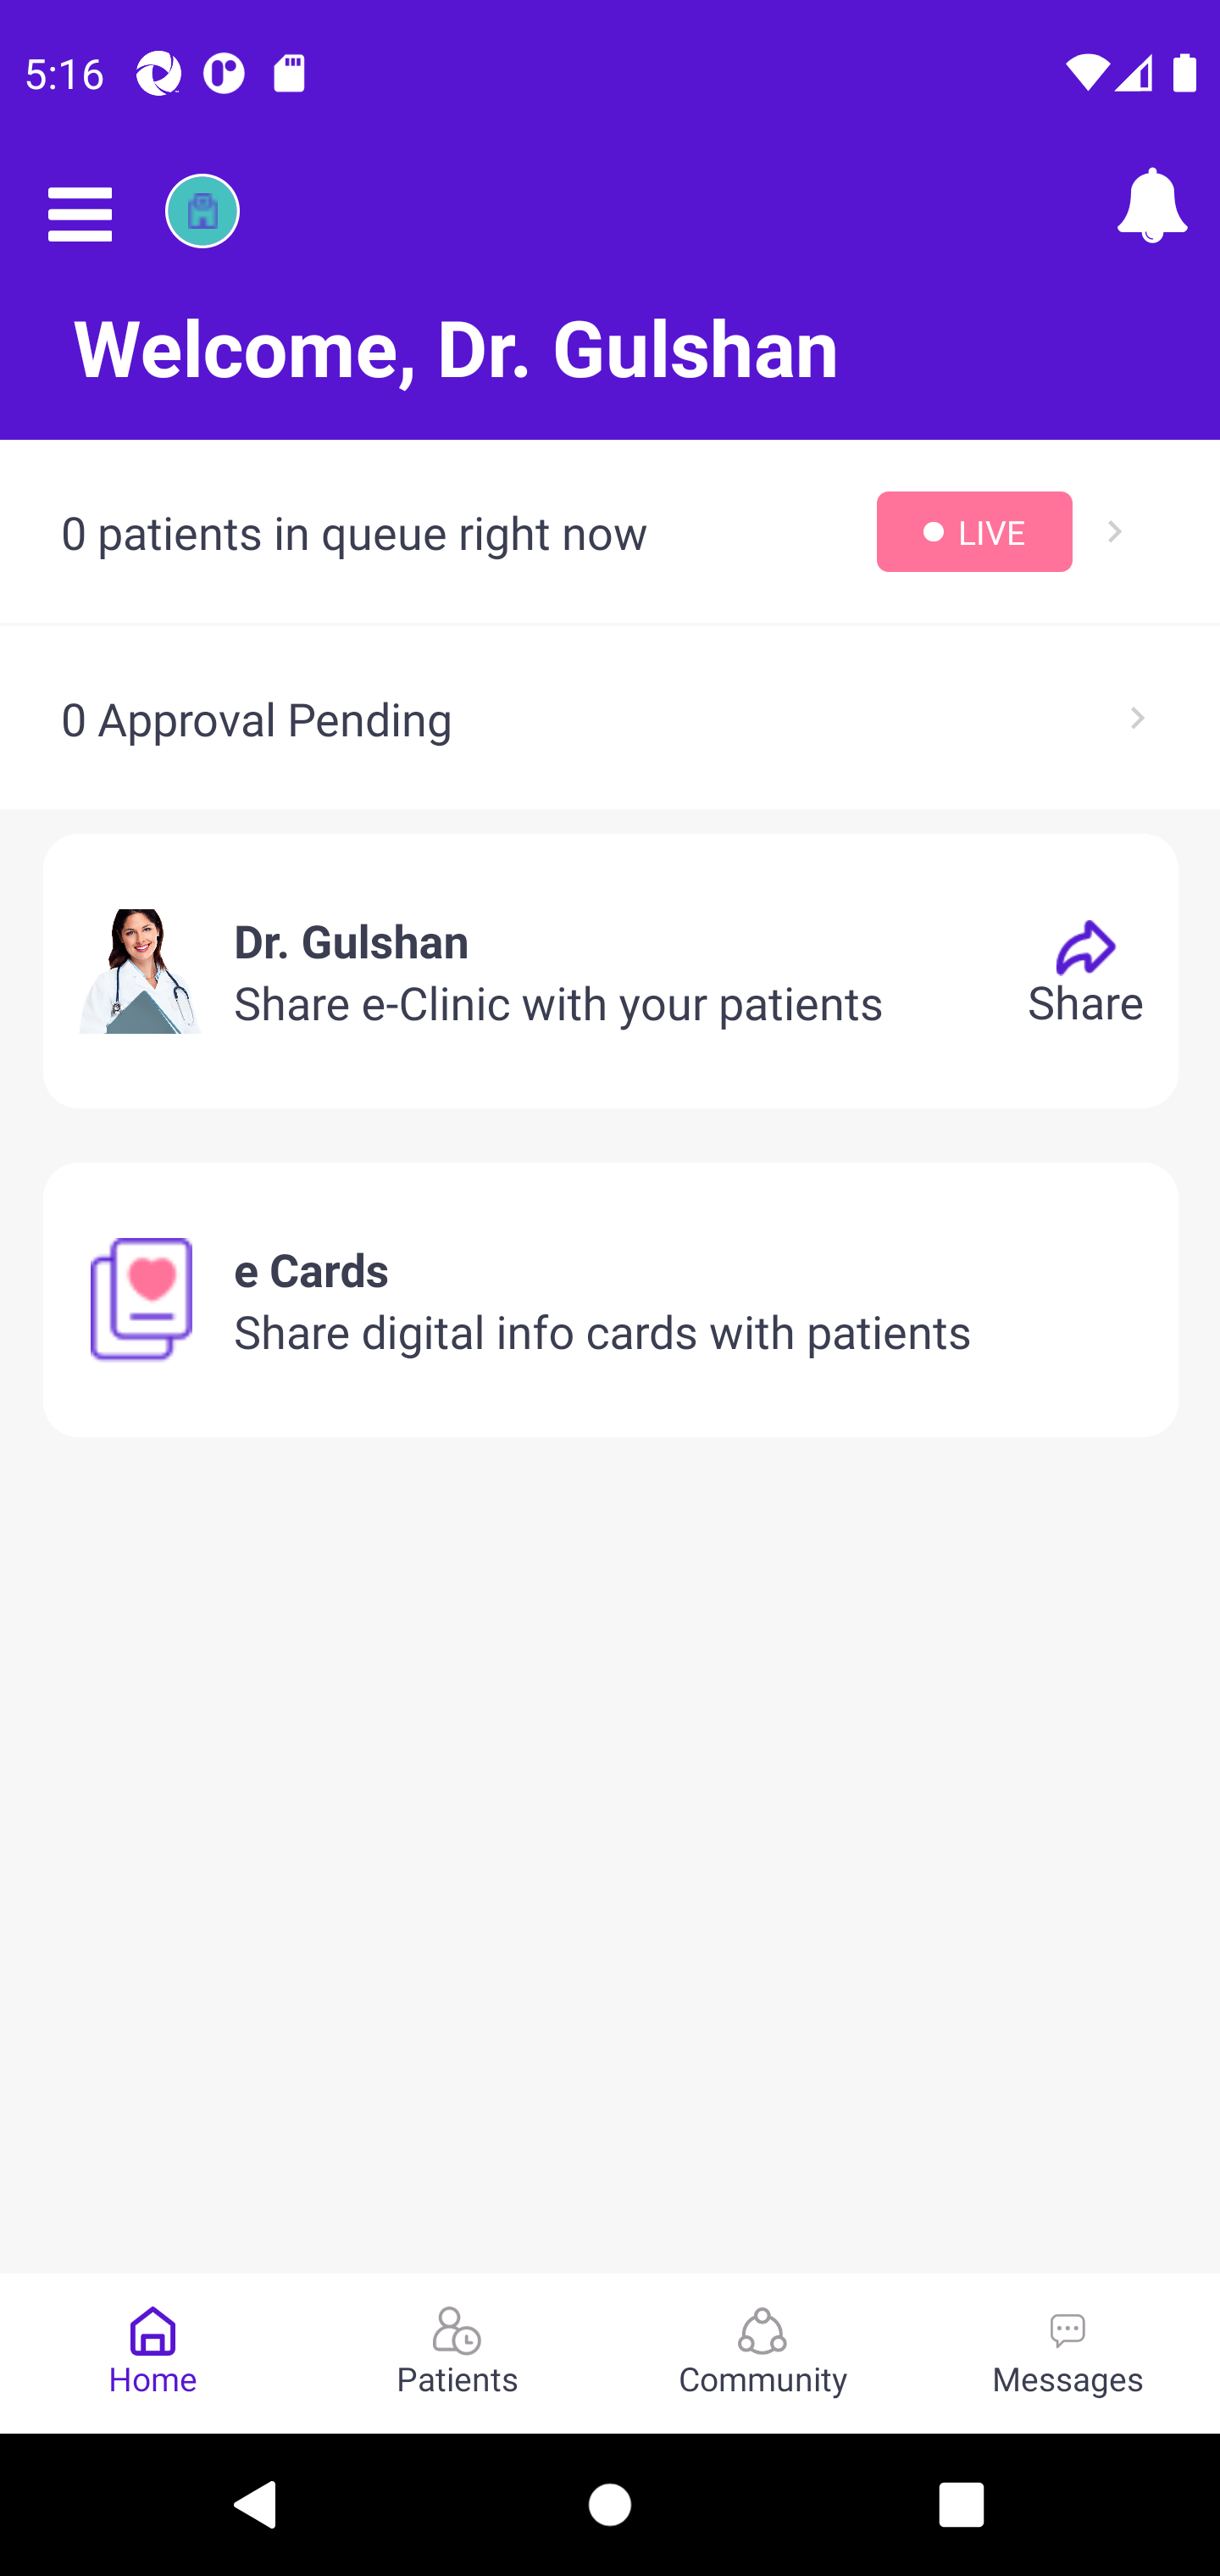 5:16
Welcome, Dr. Gulshan
0 patients in queue right now
LIVE
0 Approval Pending
Dr. Gulshan
Share e-Clinic with your patients
Share
e Cards
Share digital info cards with patients
Home
Patients
Community
Messages